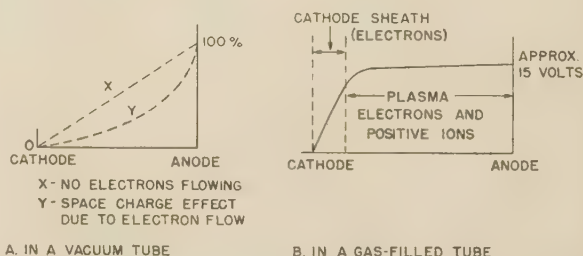 100 %
X
Y
0
CATHODE
ANODE
X - NO ELECTRONS FLOWING
Y - SPACE CHARGE EFFECT
DUE TO ELECTRON FLOW
A. IN A VACUUM TUBE
CATHODE SHEATH
(ELECTRONS)
APPROX.
15 VOLTS
PLASMA
ELECTRONS AND
POSITIVE IONS
CATHODE
ANODE
B. IN A GAS-FILLED TUBE